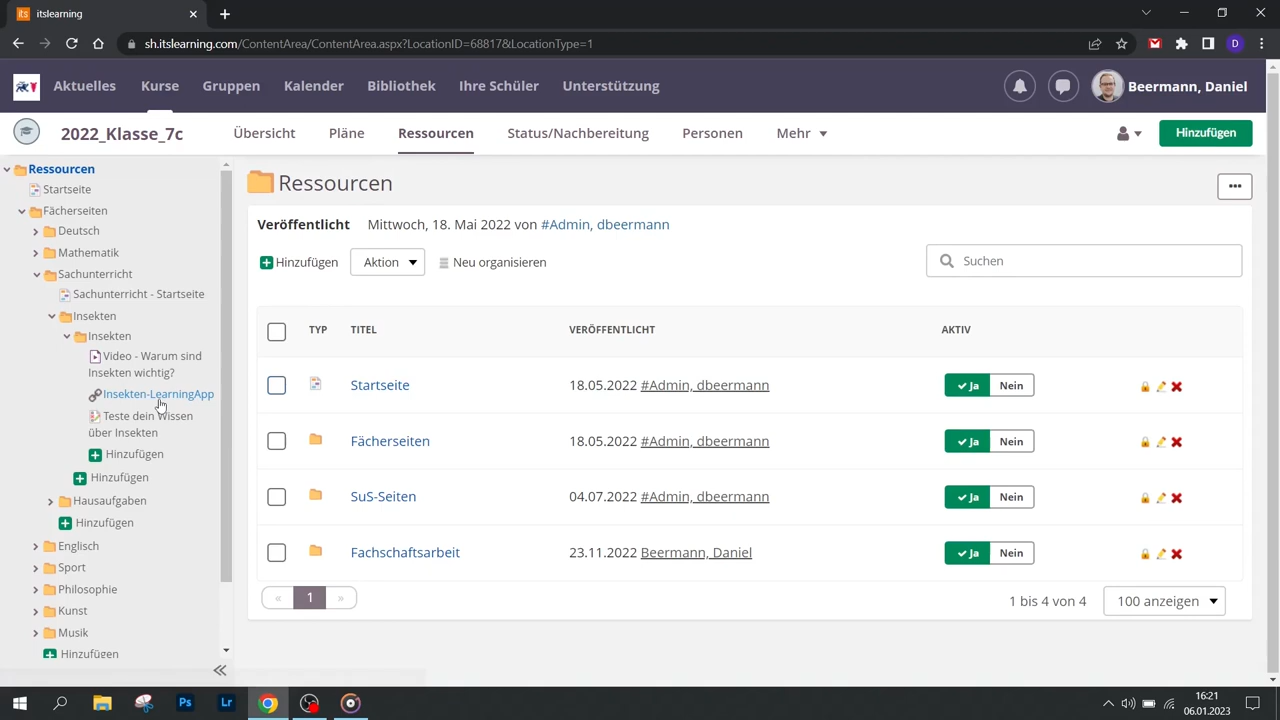 its itslearning
sh.itslearning.com/ContentArea/ContentArea.aspx?LocationID=68817&LocationType=1
D
Aktuelles Kurse Gruppen Kalender Bibliothek Ihre Schüler Unterstützung Beermann, Daniel
2022_Klasse_7c Übersicht Pläne Ressourcen Status/Nachbereitung Personen Mehr Hinzufügen
Ressourcen
Startseite
Fächerseiten
Deutsch
Mathematik
Sachunterricht
Sachunterricht - Startseite
Insekten
Insekten
Video - Warum sind
Insekten wichtig?
Insekten-LearningApp
Teste dein Wissen
über Insekten
Hinzufügen
Hinzufügen
Hausaufgaben
Hinzufügen
Englisch
Sport
Philosophie
Kunst
Musik
Hinzufügen
Ressourcen
Veröffentlicht Mittwoch, 18. Mai 2022 von #Admin, dbeermann
Hinzufügen Aktion Neu organisieren Suchen
TYP TITEL VERÖFFENTLICHT AKTIV
Startseite 18.05.2022 #Admin, dbeermann Ja Nein
Fächerseiten 18.05.2022 #Admin, dbeermann Ja Nein
SuS-Seiten 04.07.2022 #Admin, dbeermann Ja Nein
Fachschaftsarbeit 23.11.2022 Beermann, Daniel Ja Nein
« 1 » 1 bis 4 von 4 100 anzeigen
Ps Lr
16:21
06.01.2023